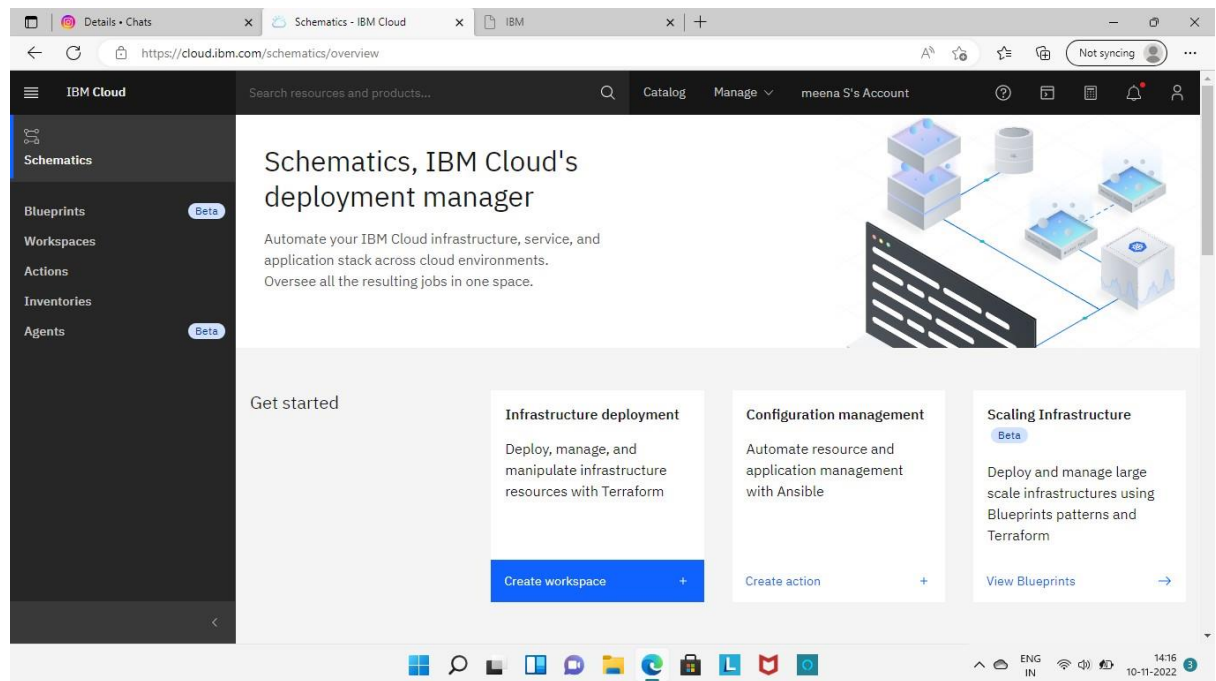 Details • Chats
Schematics - IBM Cloud
IBM
https://cloud.ibm.com/schematics/overview
Not syncing
IBM Cloud
Search resources and products...
Catalog
Manage
meena S's Account
Schematics
Blueprints Beta
Workspaces
Actions
Inventories
Agents Beta
Schematics, IBM Cloud's
deployment manager
Automate your IBM Cloud infrastructure, service, and
application stack across cloud environments.
Oversee all the resulting jobs in one space.
Get started
Infrastructure deployment
Deploy, manage, and
manipulate infrastructure
resources with Terraform
Create workspace +
Configuration management
Automate resource and
application management
with Ansible
Create action +
Scaling Infrastructure
Beta
Deploy and manage large
scale infrastructures using
Blueprints patterns and
Terraform
View Blueprints →
ENG
IN
14:16
10-11-2022
3